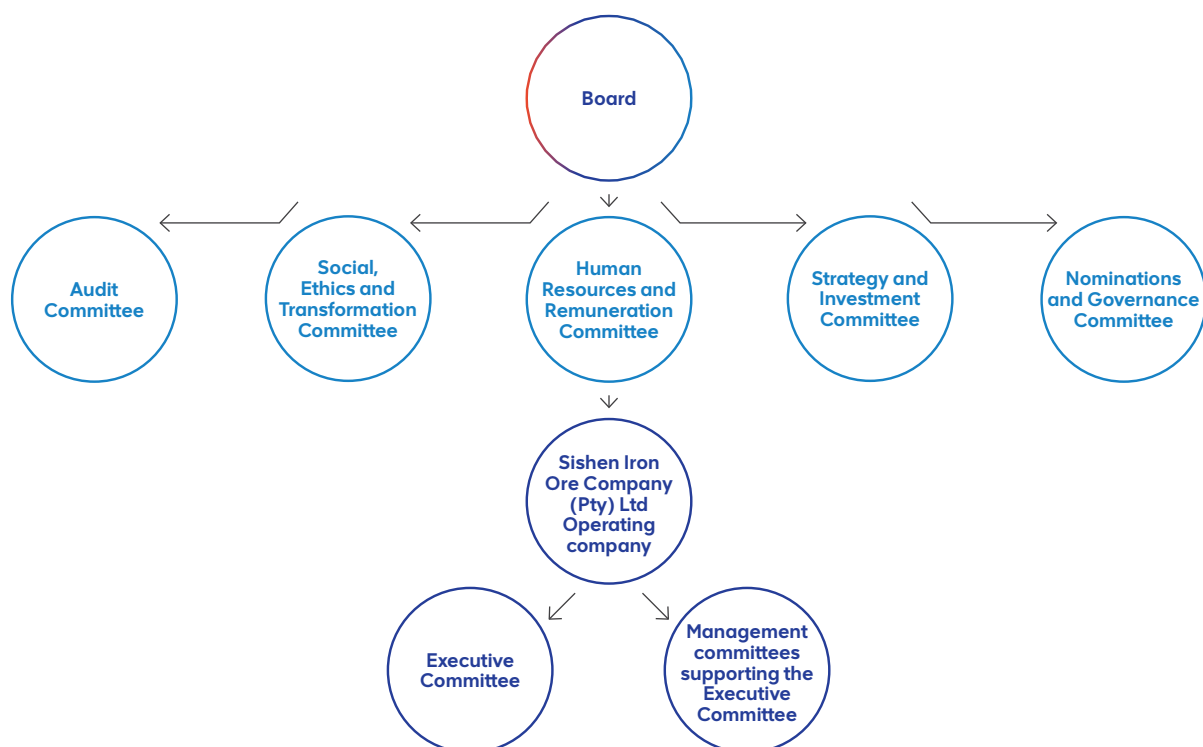 Board
Audit
Committee
Social,
Ethics and
Transformation
Committee
Human
Resources and
Remuneration
Committee
Strategy and
Investment
Committee
Nominations
and Governance
Committee
Sishen Iron
Ore Company
(Pty) Ltd
Operating
company
Executive
Committee
Management
committees
supporting the
Executive
Committee